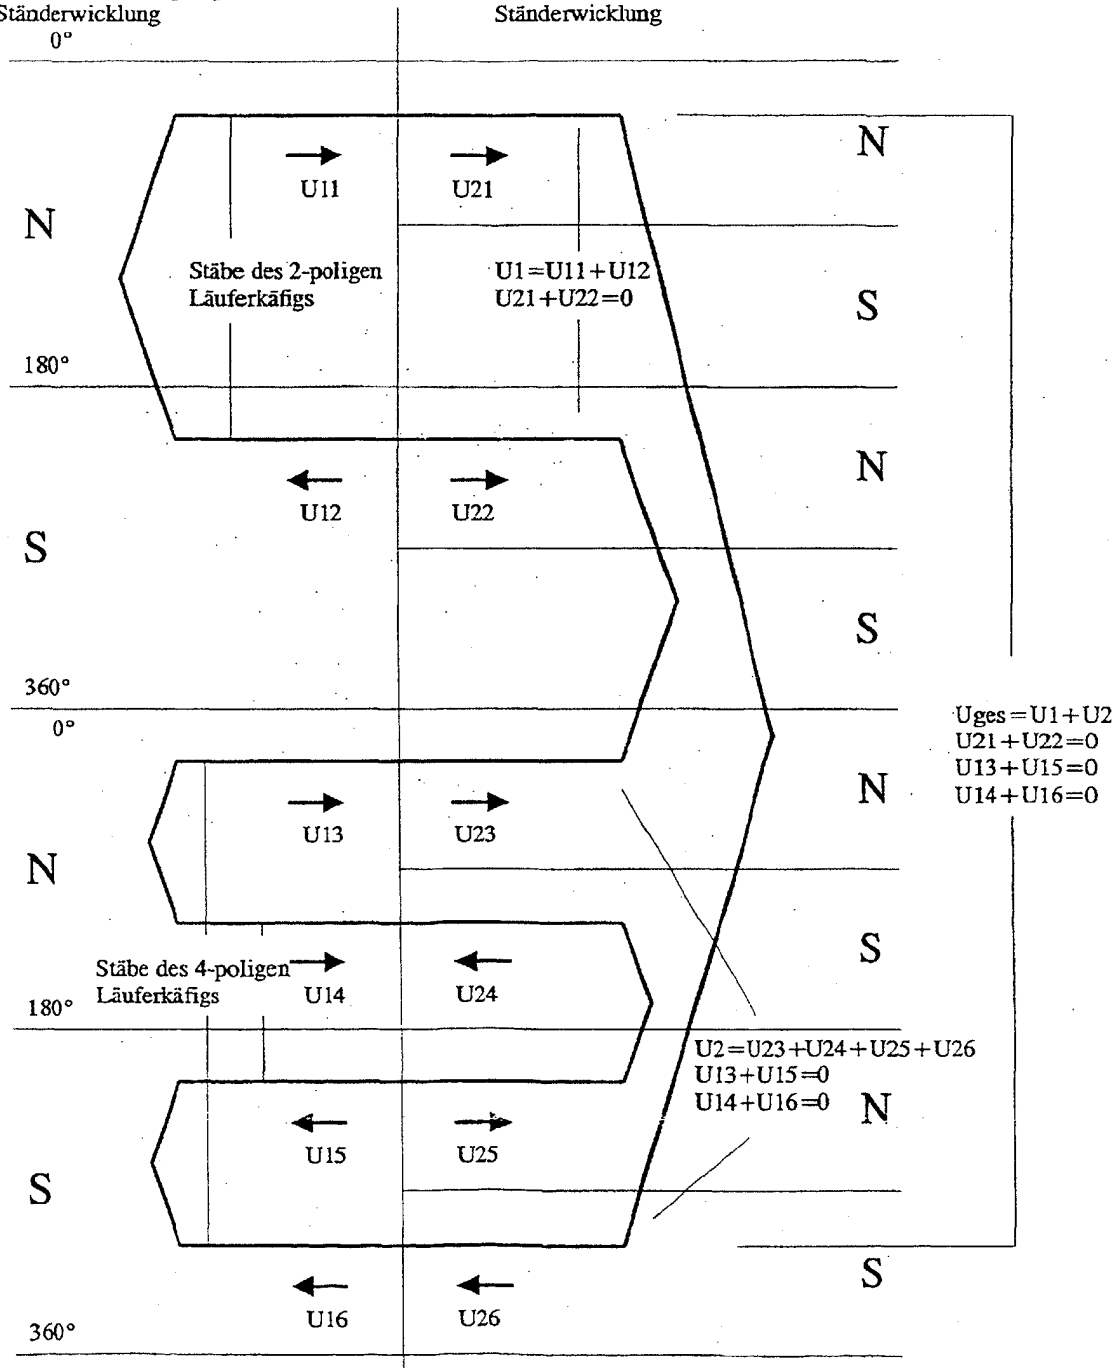 Ständerwicklung
Ständerwicklung
0°
N
U11
U21
N
Stäbe des 2-poligen
Läuferkäfigs
U1=U11+U12
U21+U22=0
S
180°
N
U12
U22
S
S
360°
0°
Uges=U1+U2
U21+U22=0
U13+U15=0
U14+U16=0
N
U13
U23
N
S
Stäbe des 4-poligen
Läuferkäfigs
U14
U24
180°
U2=U23+U24+U25+U26
U13+U15=0
U14+U16=0
N
U15
U25
S
S
U16
U26
360°